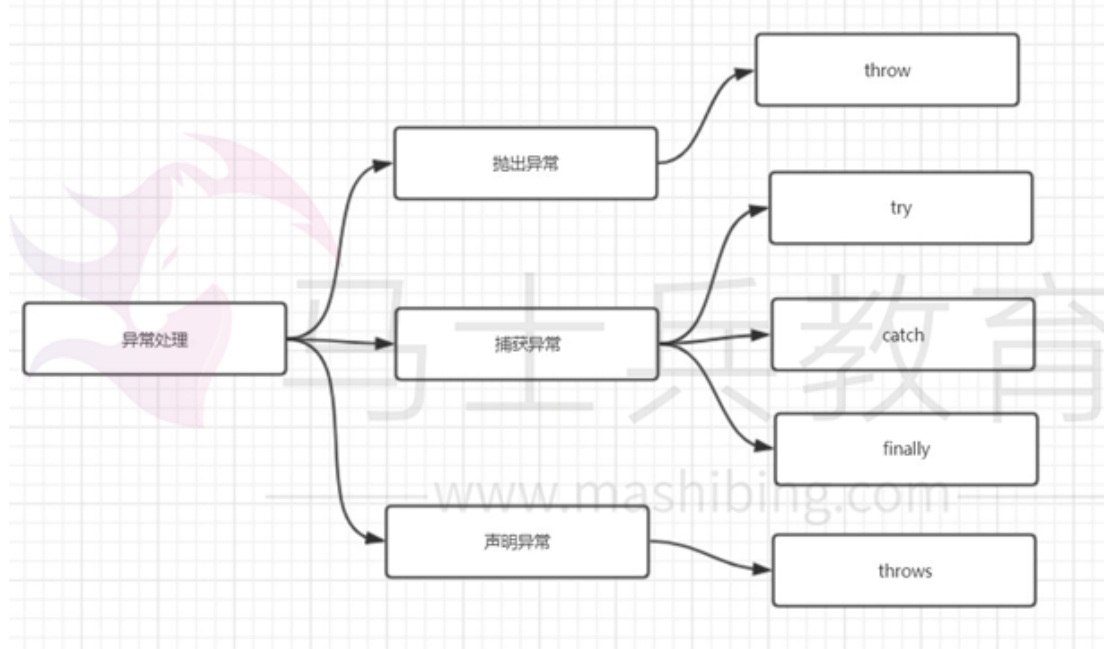 throw
抛出异常
try
异常处理
捕获异常
catch
finally
声明异常
throws
马士兵教育
www.mashibing.com